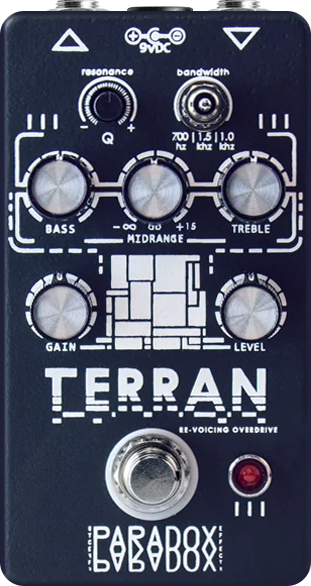 9VDC
resonance
bandwidth
- Q +
700 | 1.5 | 1.0
hz khz khz
BASS
TREBLE
-∞ +15
MIDRANGE
GAIN
LEVEL
TERRAN
RE-VOICING OVERDRIVE
PARADOX
EFFECTS